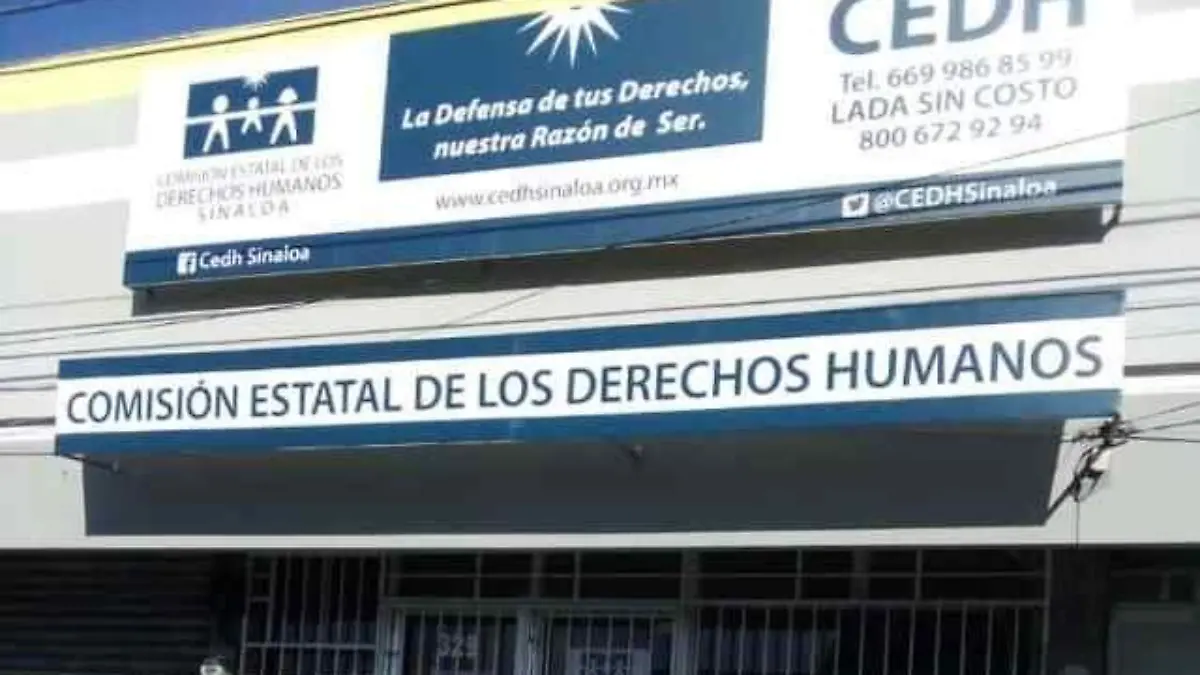 COMISIÓN ESTATAL DE LOS
DERECHOS HUMANOS
SINALOA
La Defensa de tus Derechos,
nuestra Razón de Ser.
www.cedhsinaloa.org.mx
CEDH
Tel. 669 986 85 99
LADA SIN COSTO
800 672 92 94
Cedh Sinaloa
@CEDHSinaloa
COMISIÓN ESTATAL DE LOS DERECHOS HUMANOS